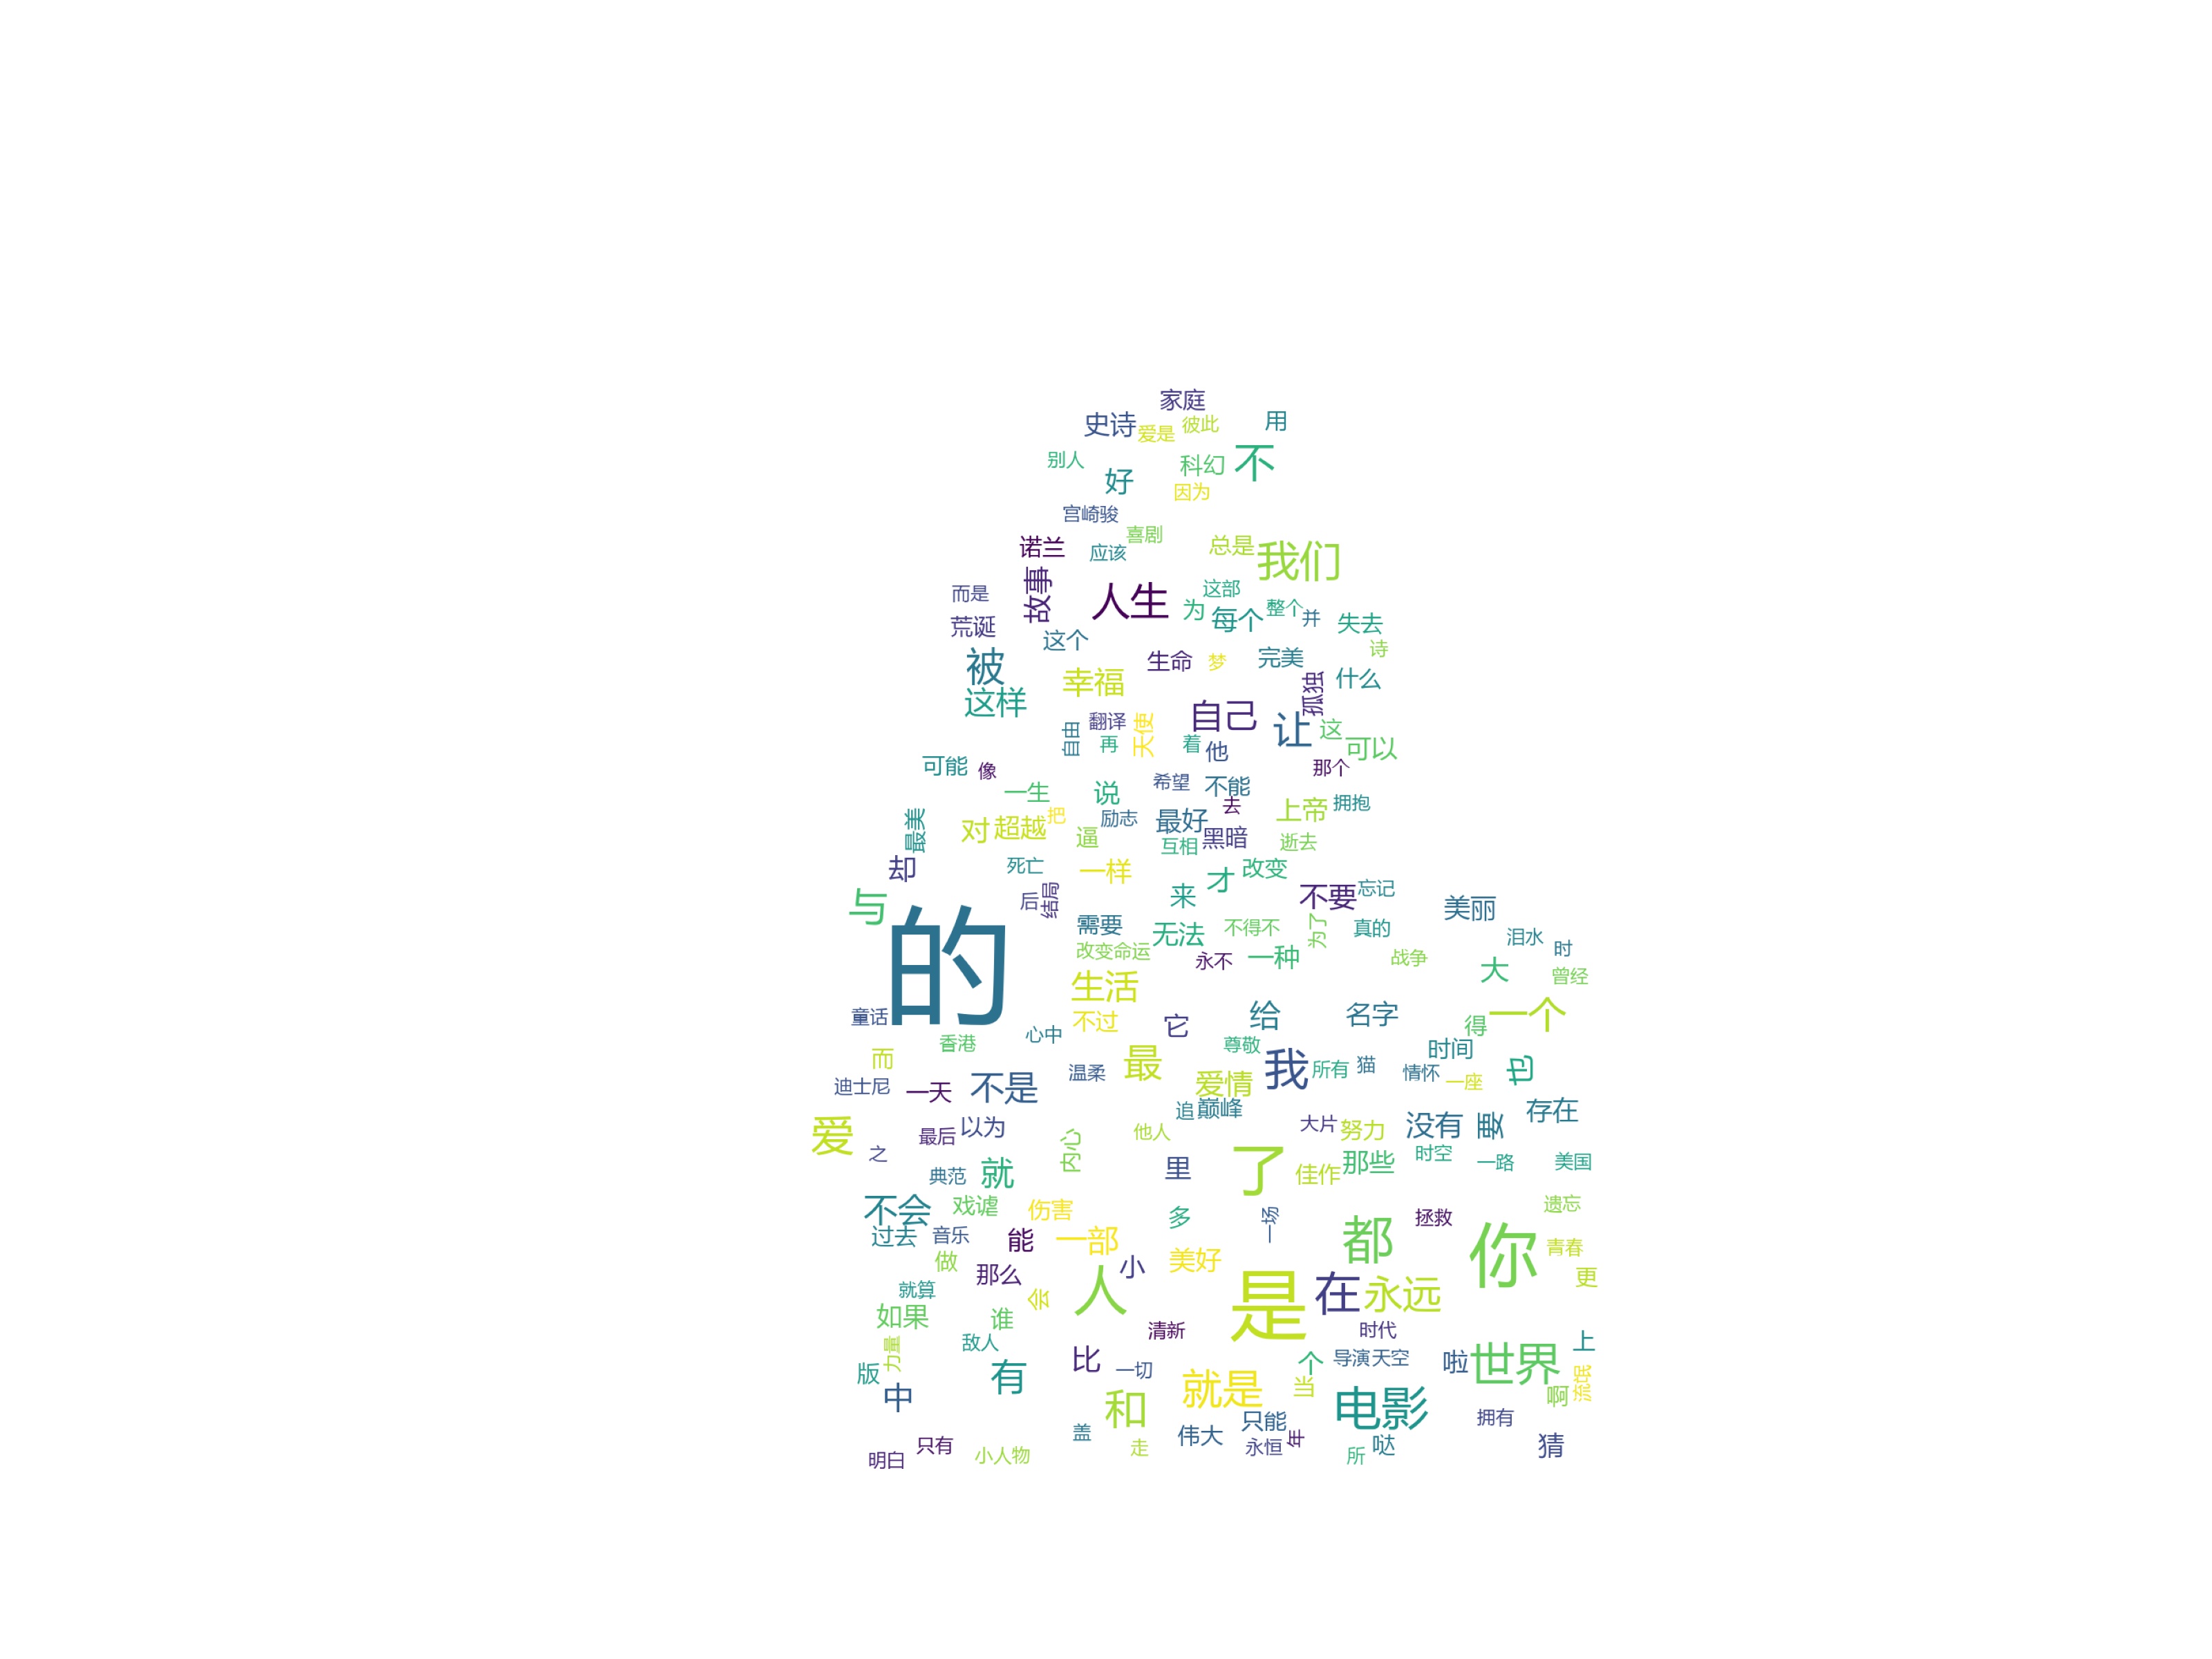 家庭
史诗 爱是 彼此 用
别人 好 科幻 不
因为
宫崎骏
诺兰 应该 喜剧 总是 我们
而是 故事 人生 这部 为 每个 整个 并 失去
荒诞 这个 诗
被 幸福 生命 梦 完美 孤独 什么
这样 自己 让 这 可以
自由 翻译 再 天使 着 他
可能 像 那个
一生 说 希望 不能 去 上帝 拥抱
最美 对 超越 把 励志 最好 黑暗
逼 互相 逝去
却 死亡 一样 才 改变
与 的 后 结局 来 不要 忘记 美丽
需要 无法 不得不 为了 真的 泪水 时
改变命运 永不 一种 战争 大 曾经
生活
童话 不过 它 给 名字 得 一个
香港 心中 尊敬 时间
而 最 我 所有 猫 情怀 一座 也
迪士尼 一天 不是 温柔 爱情
爱 最后 以为 追 巅峰 大片 努力 没有 要 存在
之 内心 他人 了 时空
典范 就 里 佳作 那些 一路 美国
不会 戏谑 伤害 多 一场 拯救 遗忘
过去 音乐 能 一部 都 你 青春
做 那么 小 美好 更
就算 会 人 是 在 永远
如果 谁 清新 时代
力量 敌人 上
版 有 比 一切 个 导演 天空 啦 世界
中 和 就是 当 电影 啊 流氓
盖 伟大 只能 拥有
明白 只有 小人物 走 永恒 年 所 哒 猜